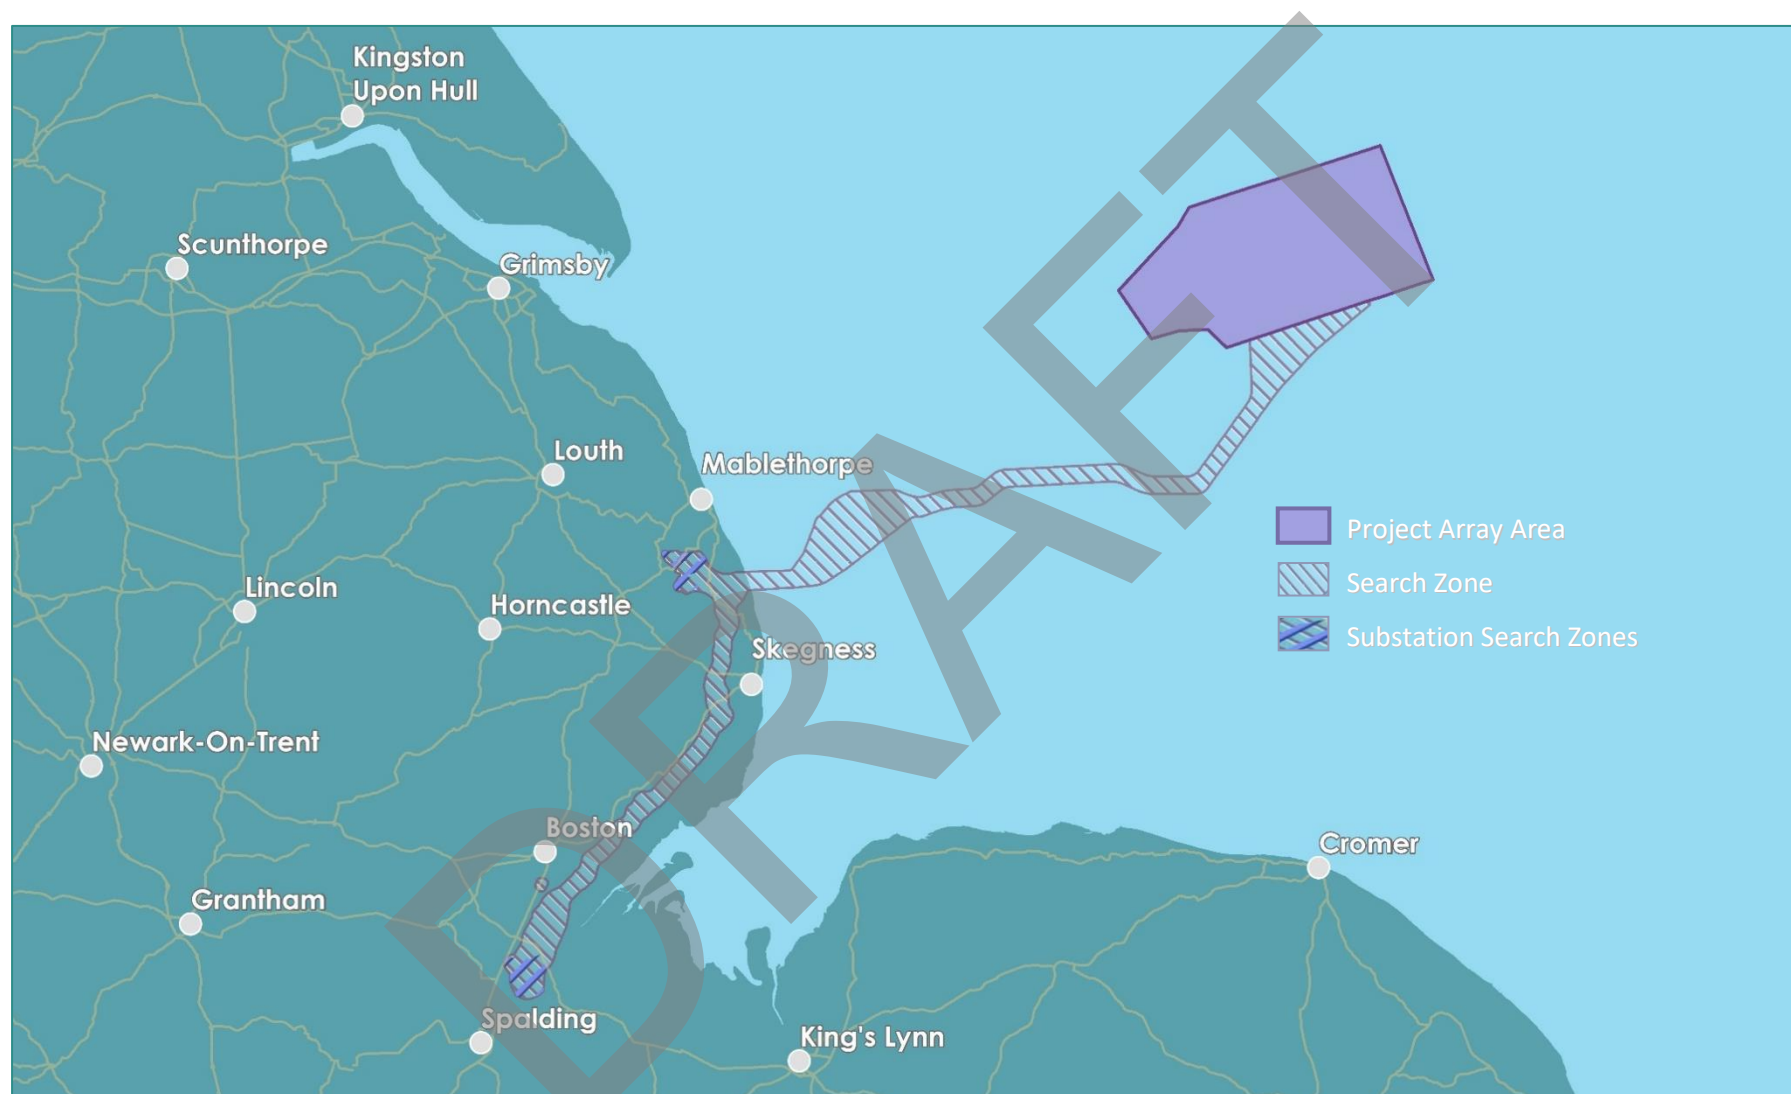 Kingston
Upon Hull
Scunthorpe
Grimsby
Louth
Mablethorpe
Project Array Area
Search Zone
Lincoln
Horncastle
Substation Search Zones
Skegness
Newark-On-Trent
Boston
Cromer
Grantham
Spalding
King's Lynn
DRAFT